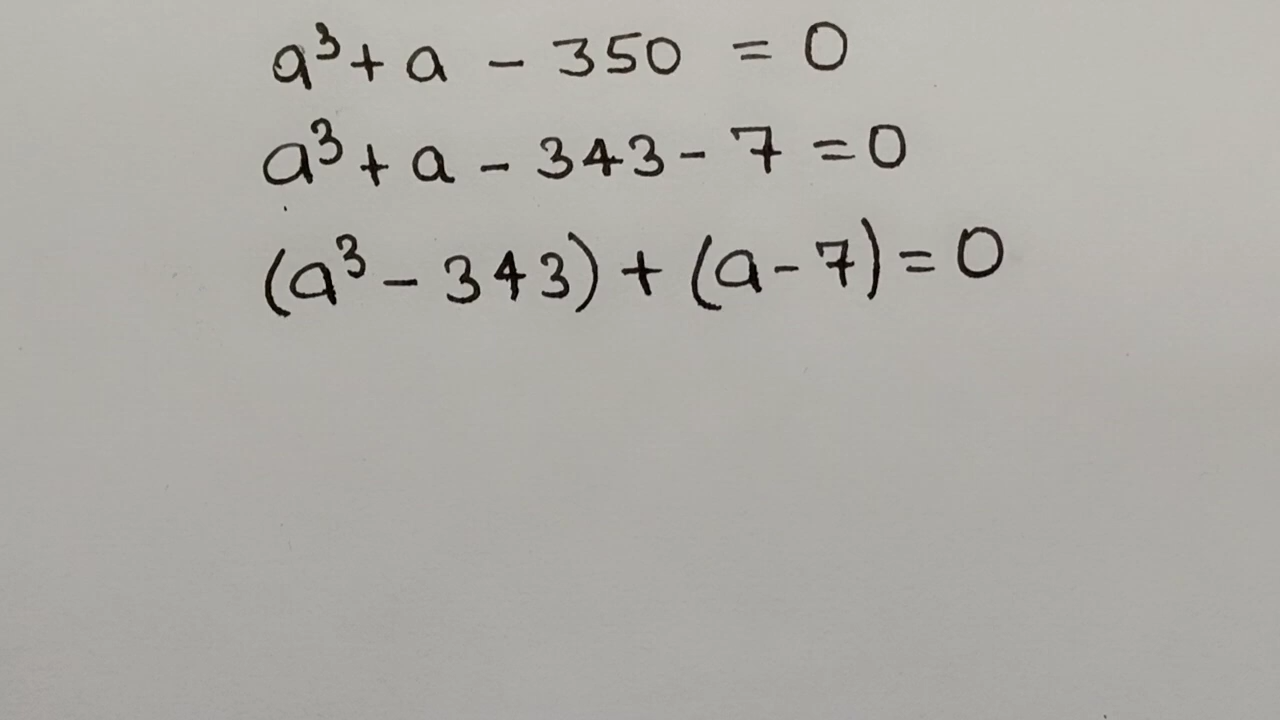 a³ + a - 350 = 0
a³ + a - 343 - 7 = 0
(a³ - 343) + (a - 7) = 0